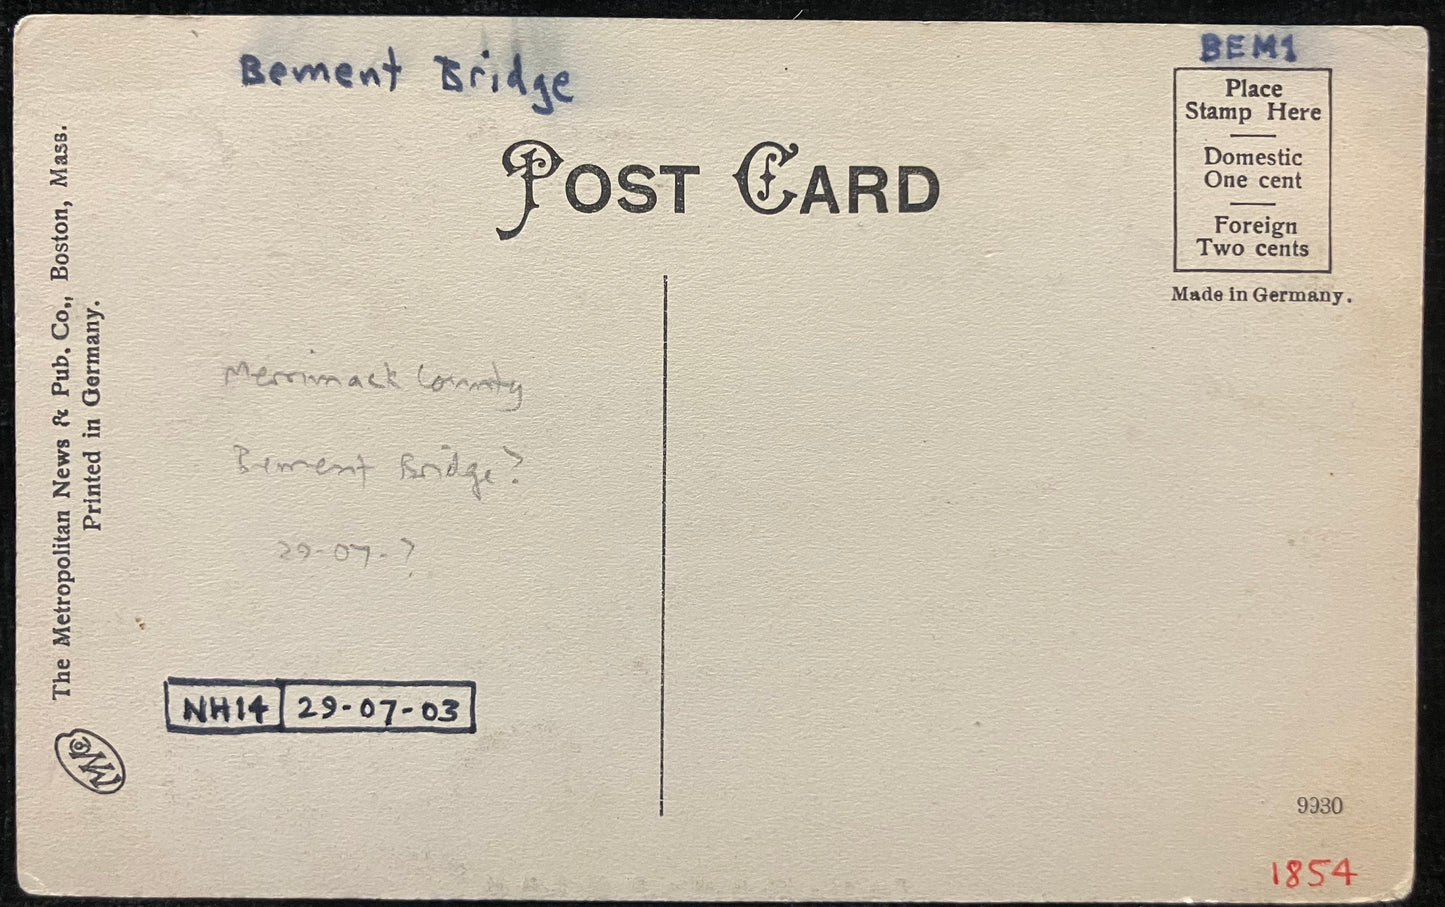 Bement Bridge
BEM1
POST CARD
Place
Stamp Here
Domestic
One cent
Foreign
Two cents
Made in Germany.
The Metropolitan News & Pub. Co., Boston, Mass.
Printed in Germany.
Merrimack County
Bement Bridge?
29-07-?
NH14 29-07-03
9930
1854